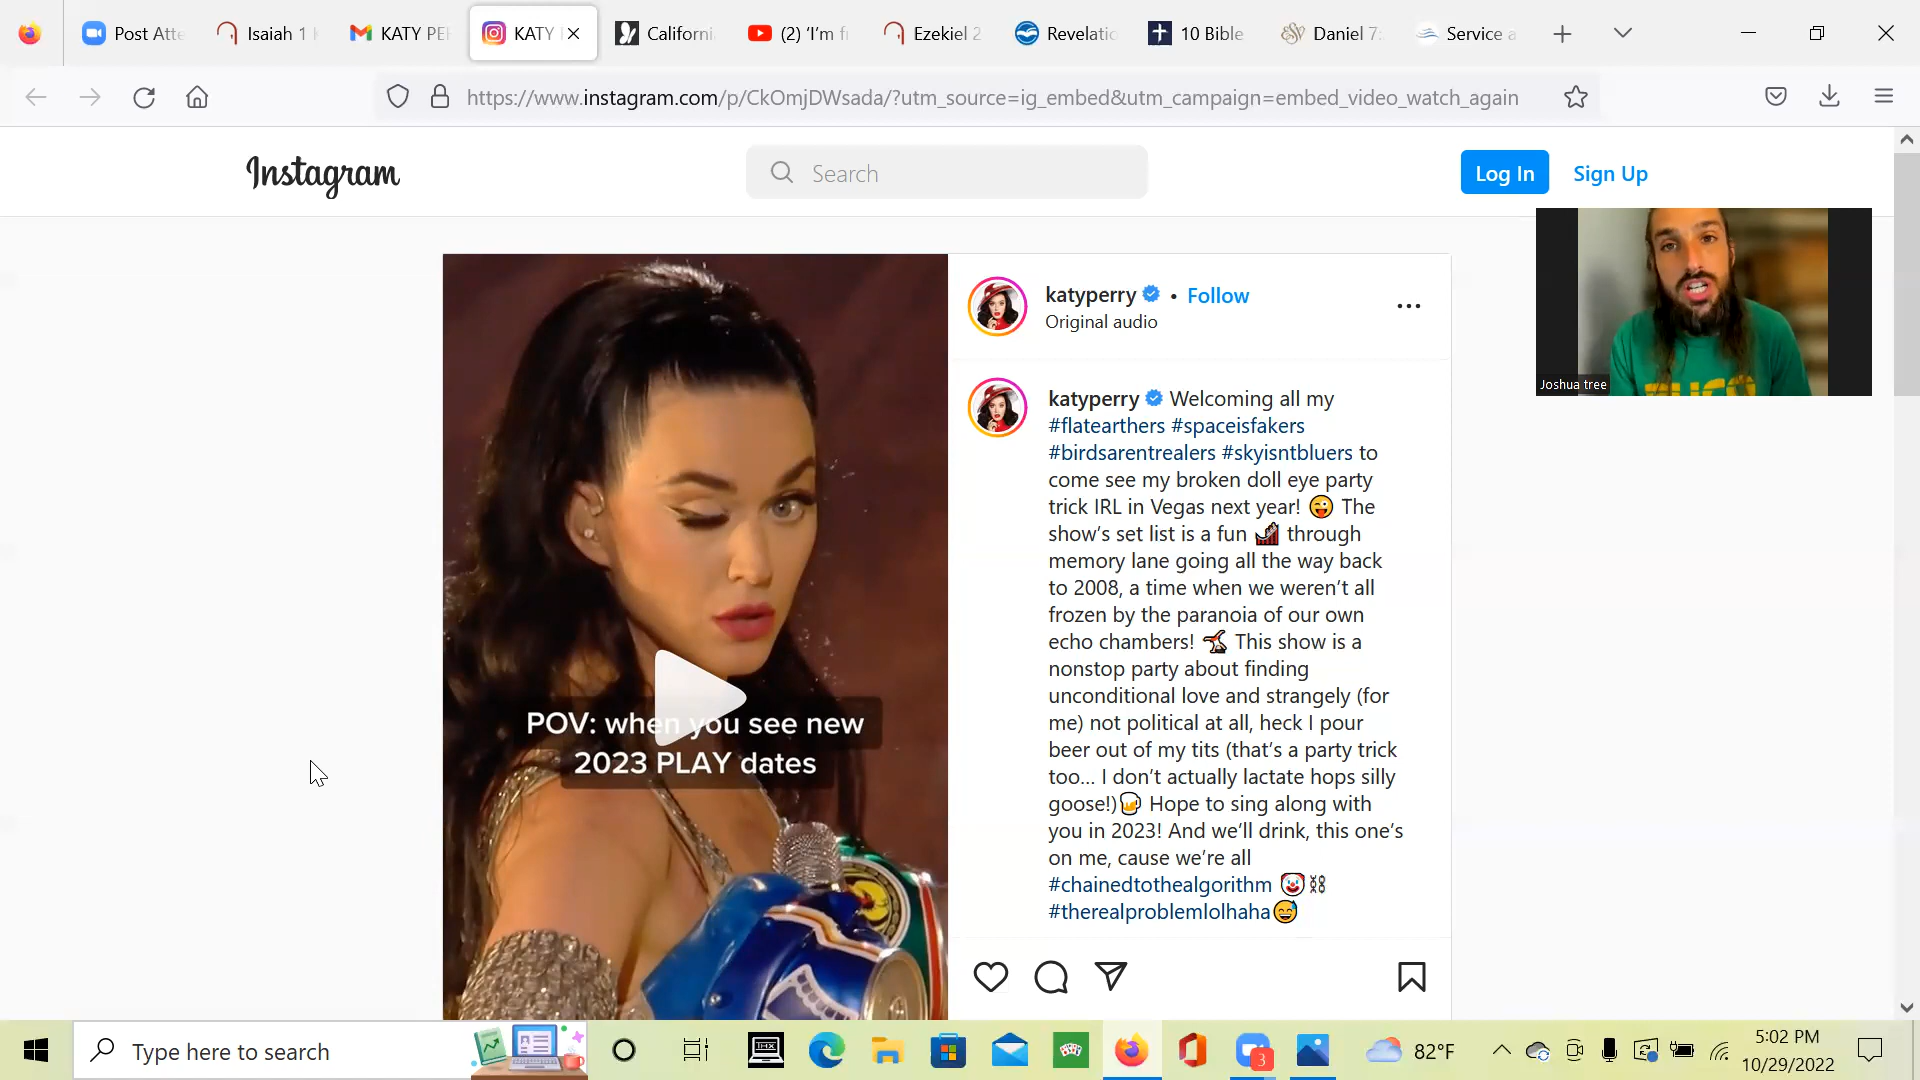 Post Atte
Isaiah 1 K
KATY PER
KATY
Californi
(2) 'I'm f
Ezekiel 2
Revelatio
10 Bible
Daniel 7:
Service a
https://www.instagram.com/p/CkOmjDWsada/?utm_source=ig_embed&utm_campaign=embed_video_watch_again
Instagram
Search
Log In
Sign Up
Joshua tree
katyperry • Follow
Original audio
katyperry Welcoming all my
#flatearthers #spaceisfakers
#birdsarentrealers #skyisntbluers to
come see my broken doll eye party
trick IRL in Vegas next year! 😜 The
show's set list is a fun 🎢 through
memory lane going all the way back
to 2008, a time when we weren't all
frozen by the paranoia of our own
echo chambers! This show is a
nonstop party about finding
unconditional love and strangely (for
me) not political at all, heck I pour
beer out of my tits (that's a party trick
too... I don't actually lactate hops silly
goose!)🍺 Hope to sing along with
you in 2023! And we'll drink, this one's
on me, cause we're all
#chainedtothealgorithm 🤡⛓
#therealproblemlolhaha😅
POV: when you see new
2023 PLAY dates
Type here to search
THX
3
82°F
5:02 PM
10/29/2022